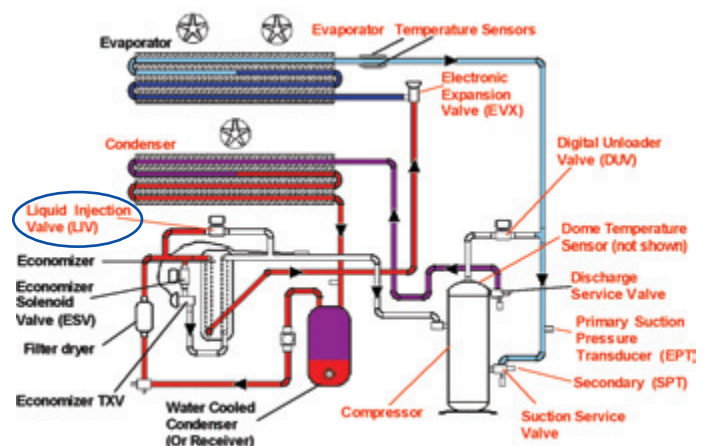 Evaporator
Evaporator
Temperature Sensors
Electronic
Expansion
Valve (EVX)
Condenser
Digital Unloader
Valve (DUV)
Liquid Injection
Valve (LIV)
Dome Temperature
Sensor (not shown)
Economizer
Economizer
Solenoid
Valve (ESV)
Discharge
Service Valve
Filter dryer
Primary Suction
Pressure
Transducer (EPT)
Economizer TXV
Water Cooled
Condenser
(Or Receiver)
Compressor
Secondary (SPT)
Suction Service
Valve